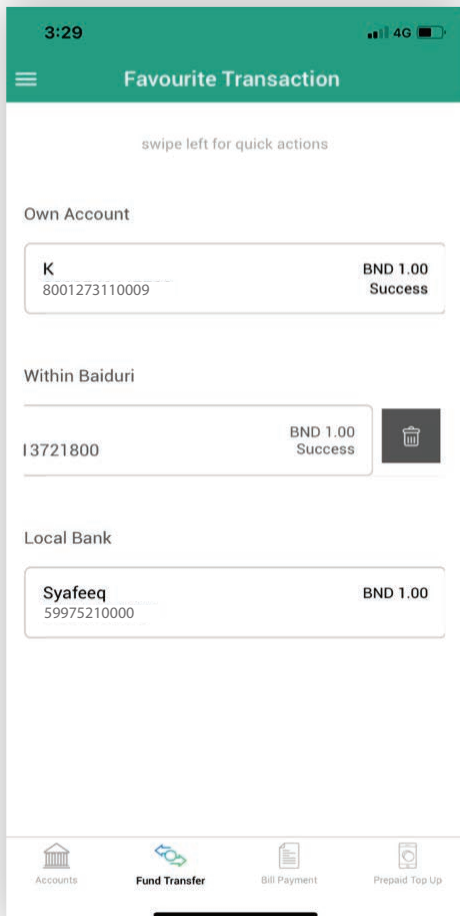 3:29 4G
Favourite Transaction
swipe left for quick actions
Own Account
K BND 1.00
8001273110009 Success
Within Baiduri
BND 1.00
13721800 Success
Local Bank
Syafeeq BND 1.00
59975210000
Accounts Fund Transfer Bill Payment Prepaid Top Up